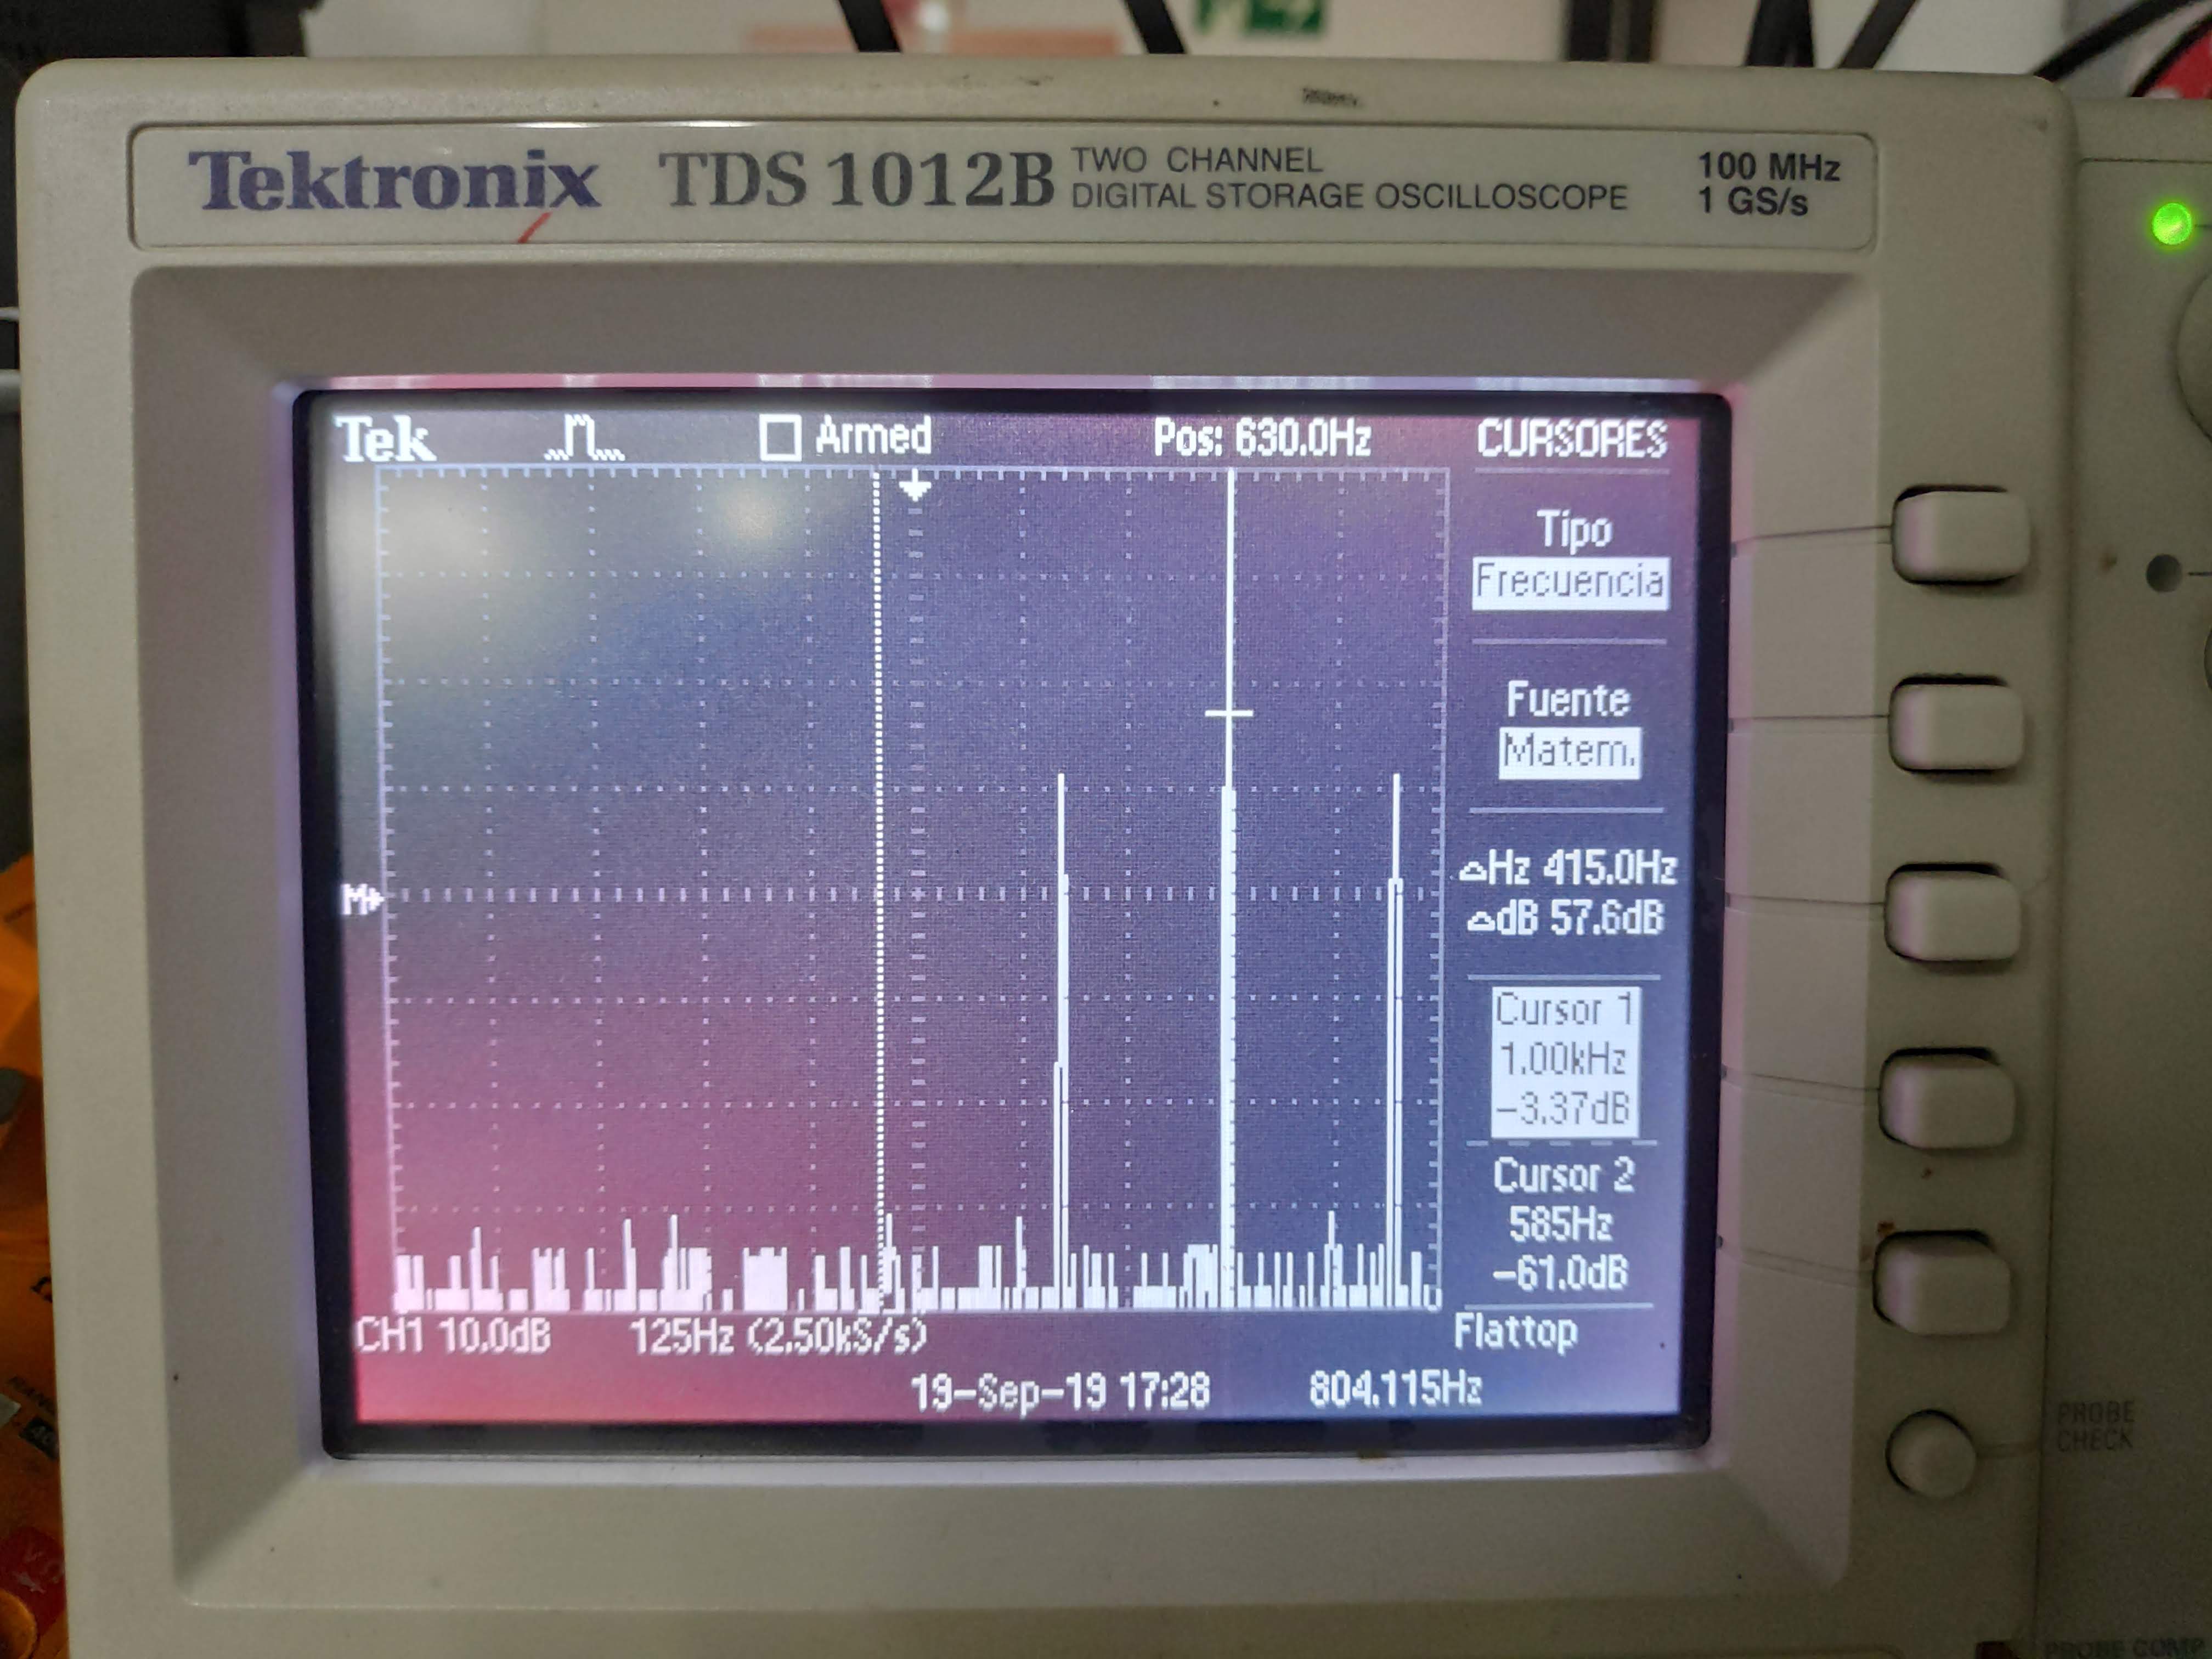 Tektronix TDS 1012B TWO CHANNEL DIGITAL STORAGE OSCILLOSCOPE
100 MHz
1 GS/s
Tek Armed Pos: 630.0Hz CURSORES
Tipo
Frecuencia
Fuente
Matem.
M
ΔHz 415.0Hz
ΔdB 57.6dB
Cursor 1
1.00kHz
-3.37dB
Cursor 2
585Hz
-61.0dB
CH1 10.0dB 125Hz (2.50kS/s) Flattop
19-Sep-19 17:28 804.115Hz
PROBE
CHECK
PROBE COMP